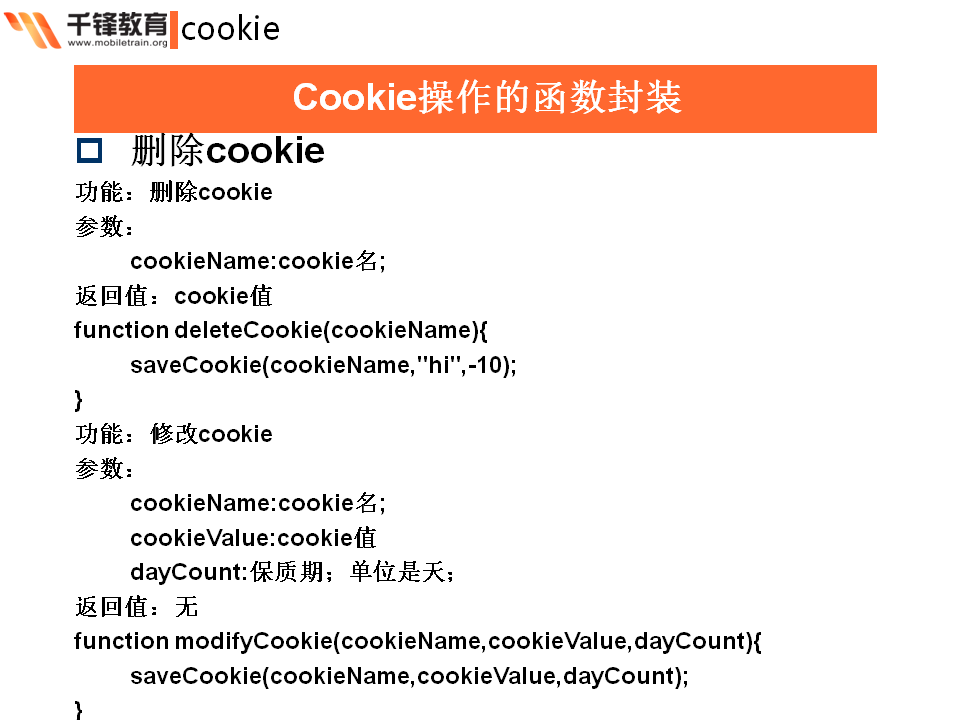 千锋教育
www.mobiletrain.org
cookie
Cookie操作的函数封装
删除cookie
功能：删除cookie
参数：
cookieName:cookie名;
返回值：cookie值
function deleteCookie(cookieName){
saveCookie(cookieName,"hi",-10);
}
功能：修改cookie
参数：
cookieName:cookie名;
cookieValue:cookie值
dayCount:保质期；单位是天；
返回值：无
function modifyCookie(cookieName,cookieValue,dayCount){
saveCookie(cookieName,cookieValue,dayCount);
}